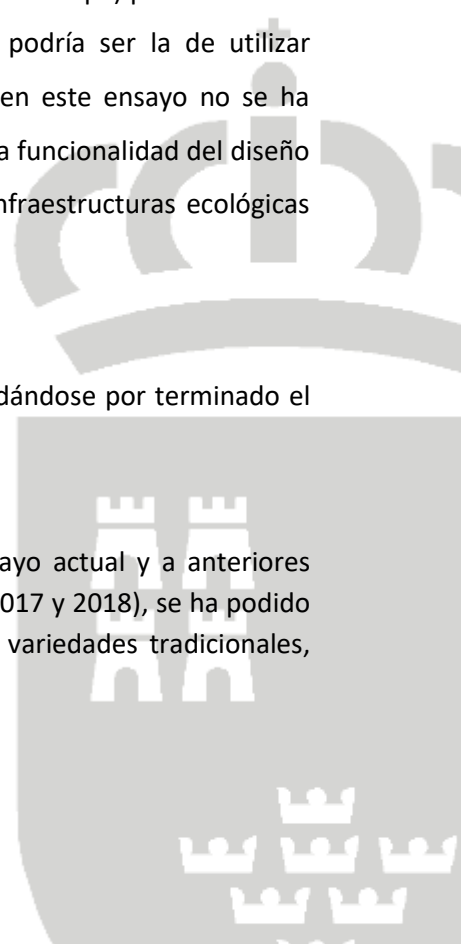 podría ser la de utilizar
en este ensayo no se ha
a funcionalidad del diseño
nfraestructuras ecológicas
dándose por terminado el
ayo actual y a anteriores
017 y 2018), se ha podido
variedades tradicionales,